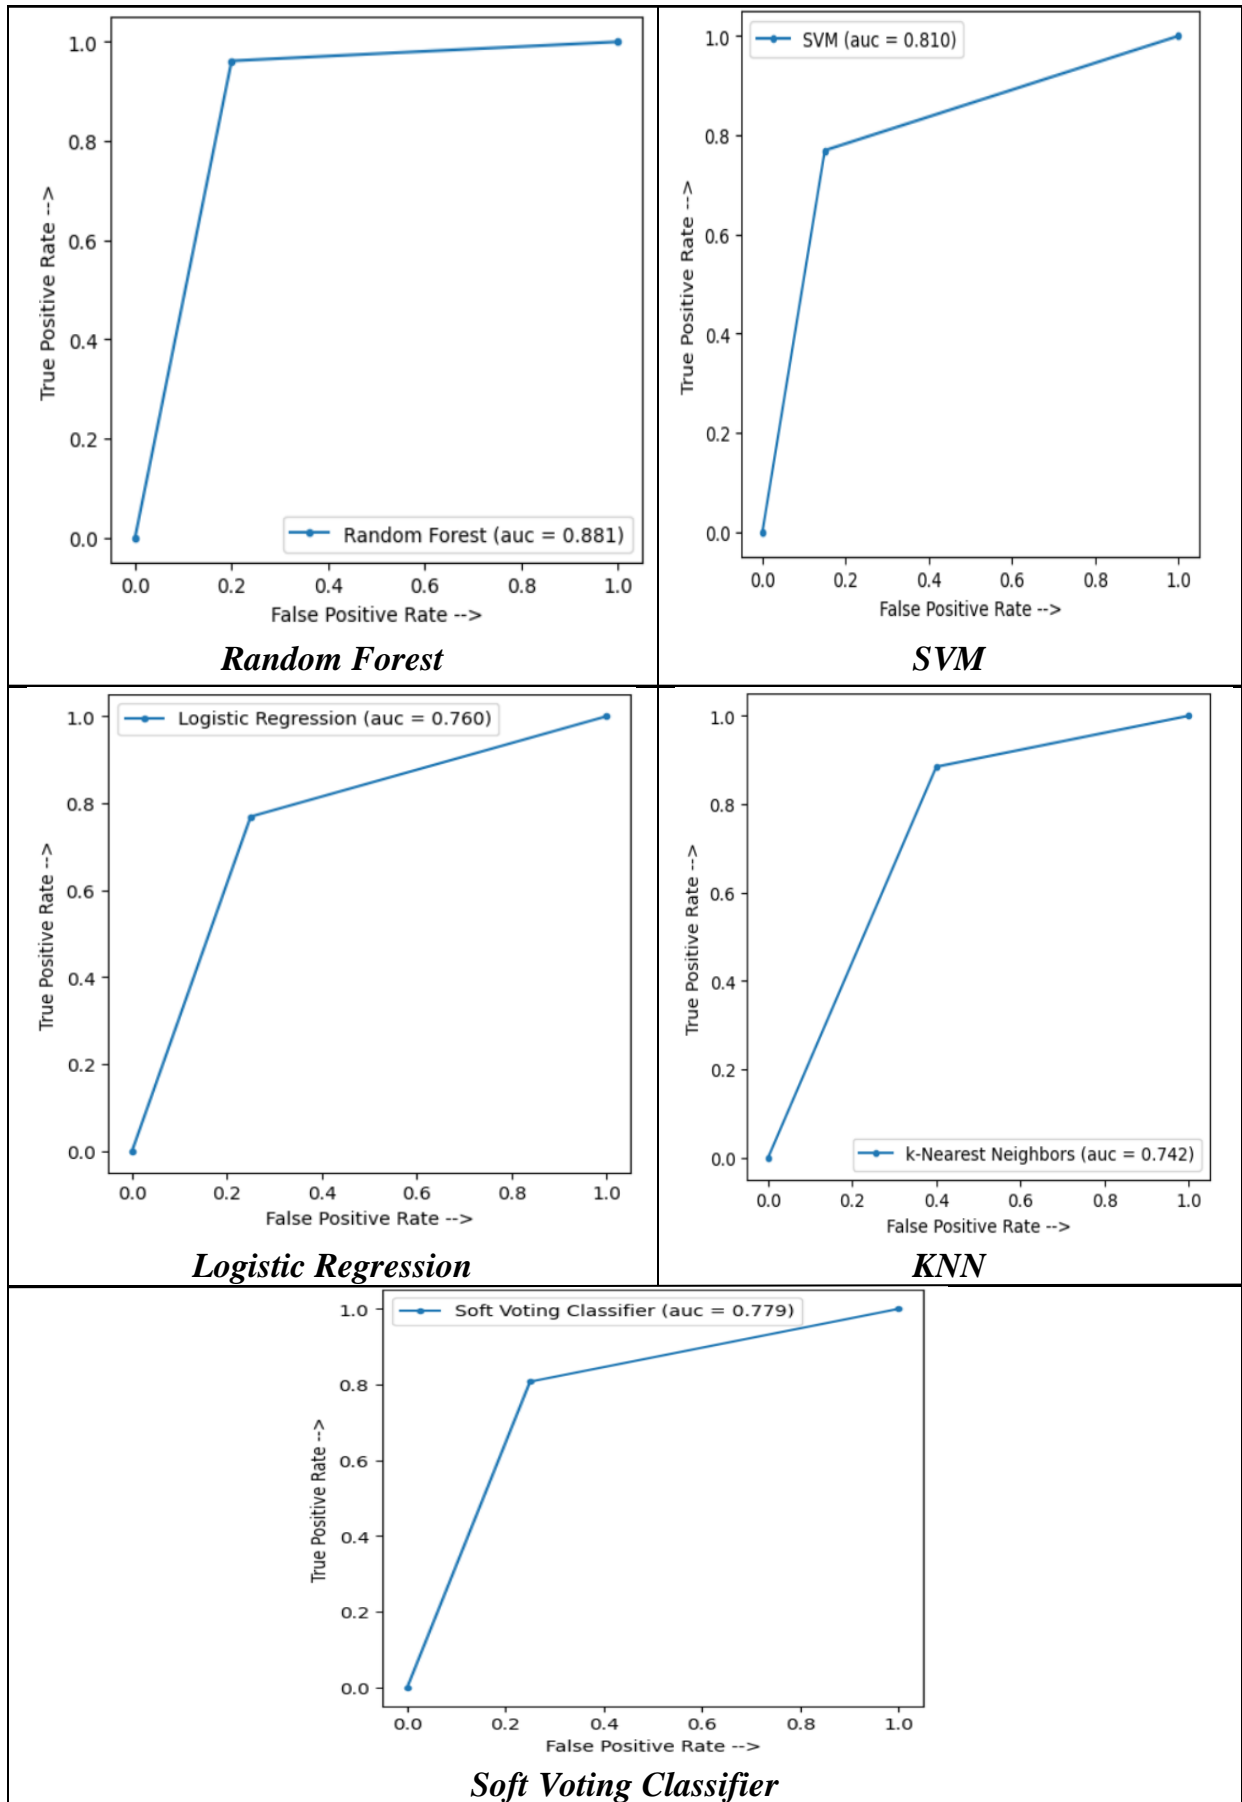 1.0
0.8
0.6
0.4
0.2
0.0
True Positive Rate -->
Random Forest (auc = 0.881)
0.0 0.2 0.4 0.6 0.8 1.0
False Positive Rate -->
Random Forest
SVM (auc = 0.810)
1.0
0.8
0.6
0.4
0.2
0.0
True Positive Rate -->
0.0 0.2 0.4 0.6 0.8 1.0
False Positive Rate -->
SVM
Logistic Regression (auc = 0.760)
1.0
0.8
0.6
0.4
0.2
0.0
True Positive Rate -->
0.0 0.2 0.4 0.6 0.8 1.0
False Positive Rate -->
Logistic Regression
1.0
0.8
0.6
0.4
0.2
0.0
True Positive Rate -->
k-Nearest Neighbors (auc = 0.742)
0.0 0.2 0.4 0.6 0.8 1.0
False Positive Rate -->
KNN
Soft Voting Classifier (auc = 0.779)
1.0
0.8
0.6
0.4
0.2
0.0
True Positive Rate -->
0.0 0.2 0.4 0.6 0.8 1.0
False Positive Rate -->
Soft Voting Classifier